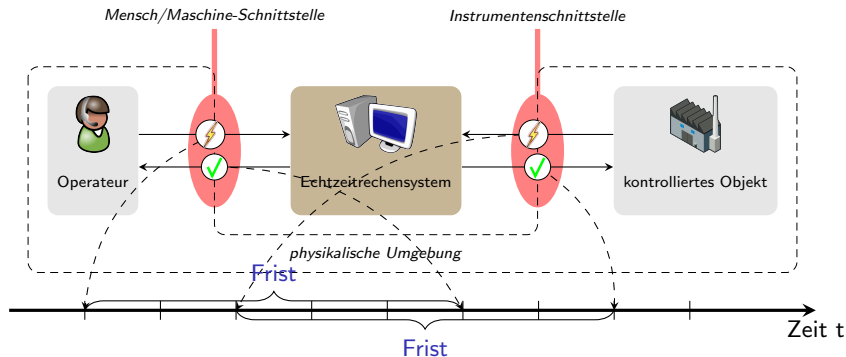 Mensch/Maschine-Schnittstelle
Instrumentenschnittstelle
Operateur
Echtzeitrechensystem
kontrolliertes Objekt
physikalische Umgebung
Frist
Zeit t
Frist